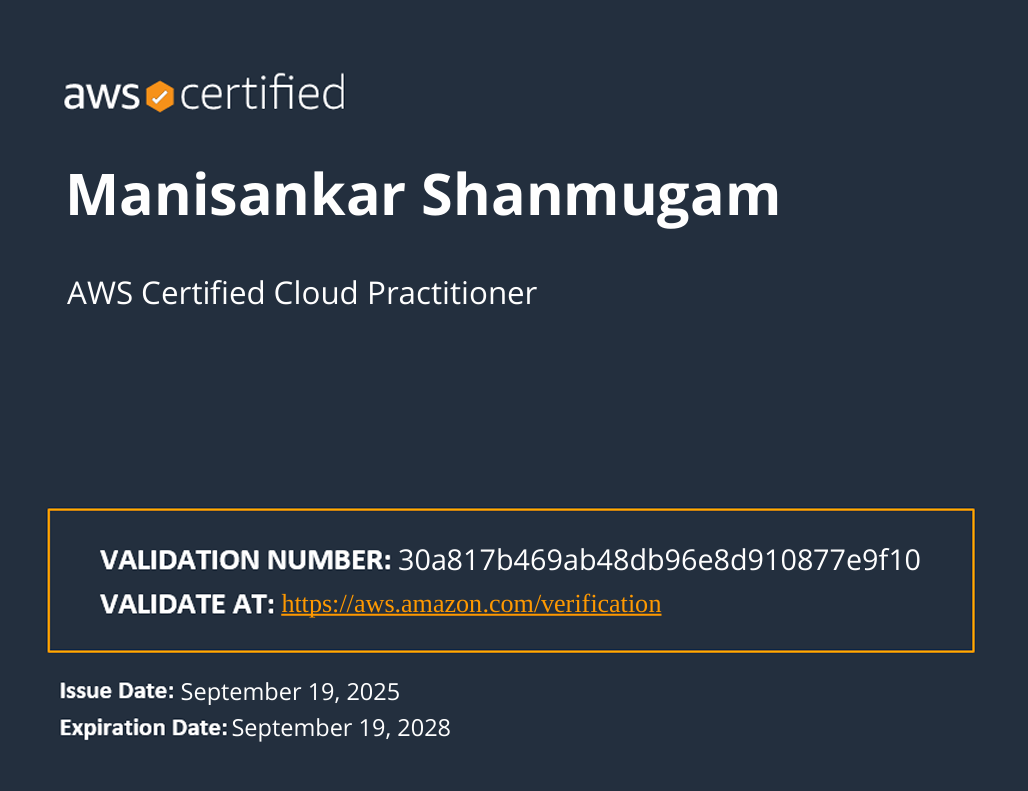 aws certified
Manisankar Shanmugam
AWS Certified Cloud Practitioner
VALIDATION NUMBER: 30a817b469ab48db96e8d910877e9f10
VALIDATE AT: https://aws.amazon.com/verification
Issue Date: September 19, 2025
Expiration Date: September 19, 2028